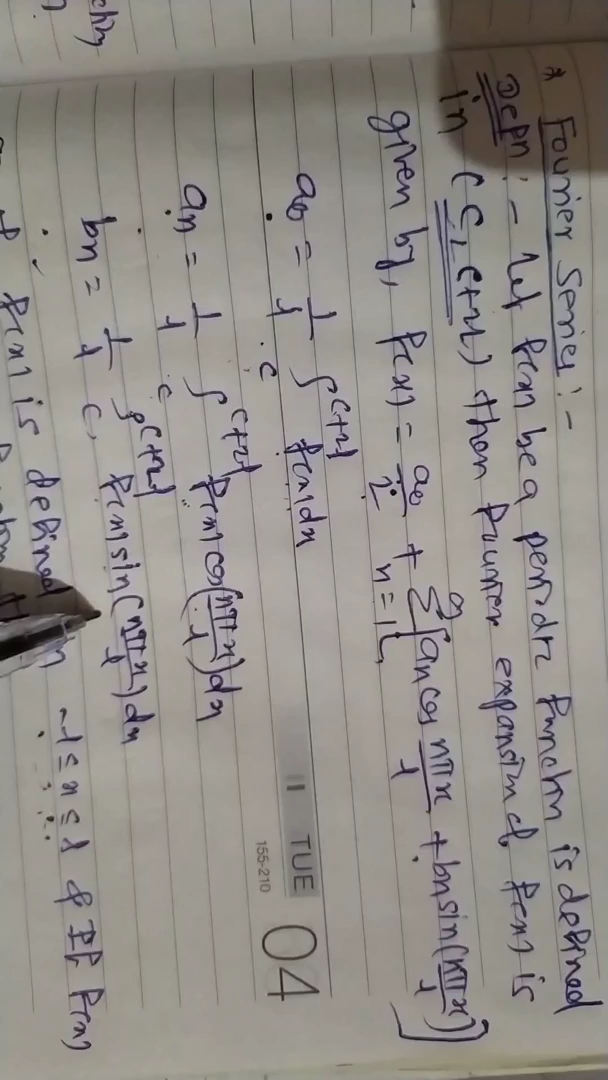 * Fourier Series :-
Defn :- Let f(x) be a periodic function is defined
in (c, c+2l) then fourier expansion of f(x) is
given by, f(x) = a0/2 + ∞ Σ n=1 [an cos nπx/l + bn sin(nπx/l)]
a0 = 1/l ∫ c c+2l f(x) dx
an = 1/l ∫ c c+2l f(x) cos(nπx/l) dx
bn = 1/l ∫ c c+2l f(x) sin(nπx/l) dx
f(x) is defined -l ≤ x ≤ l & If f(x)
TUE 04
155-210